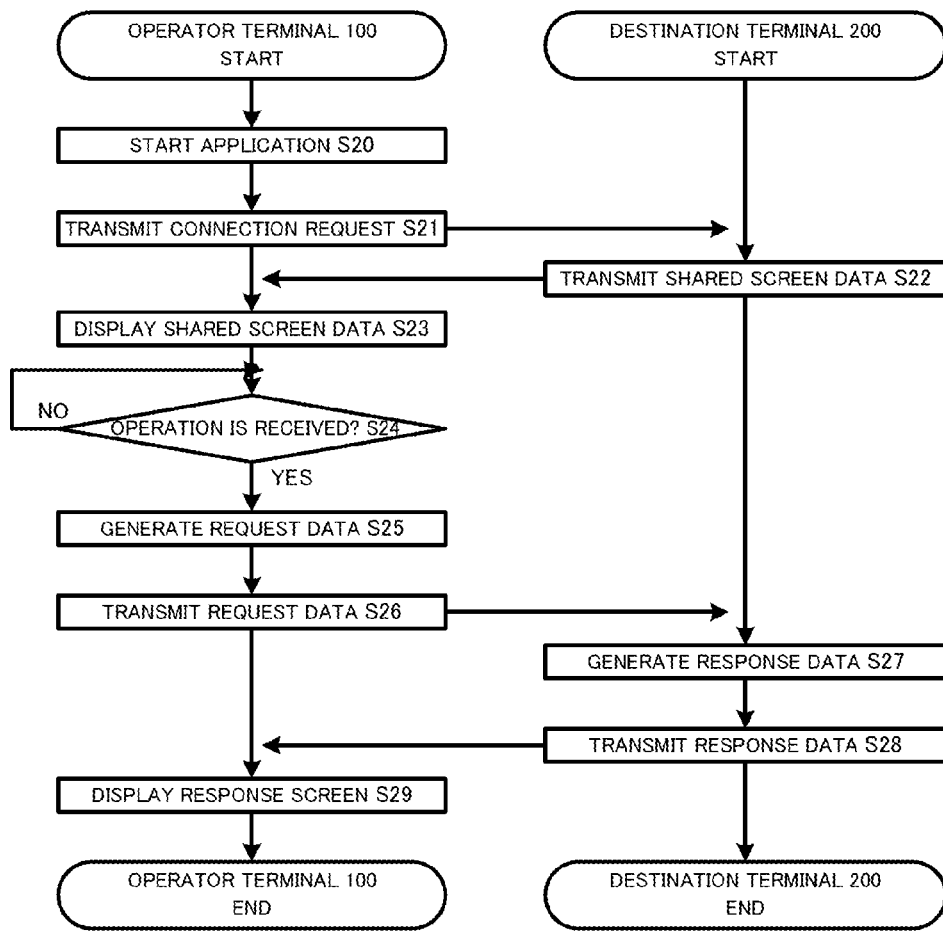 OPERATOR TERMINAL 100
START
DESTINATION TERMINAL 200
START
START APPLICATION S20
TRANSMIT CONNECTION REQUEST S21
TRANSMIT SHARED SCREEN DATA S22
DISPLAY SHARED SCREEN DATA S23
NO
OPERATION IS RECEIVED? S24
YES
GENERATE REQUEST DATA S25
TRANSMIT REQUEST DATA S26
GENERATE RESPONSE DATA S27
TRANSMIT RESPONSE DATA S28
DISPLAY RESPONSE SCREEN S29
OPERATOR TERMINAL 100
END
DESTINATION TERMINAL 200
END